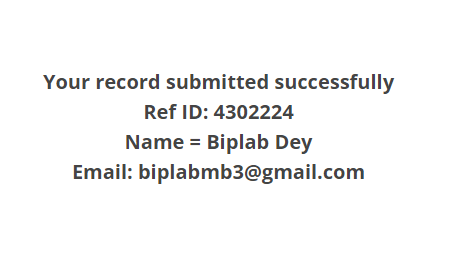 Your record submitted successfully
Ref ID: 4302224
Name = Biplab Dey
Email: biplabmb3@gmail.com